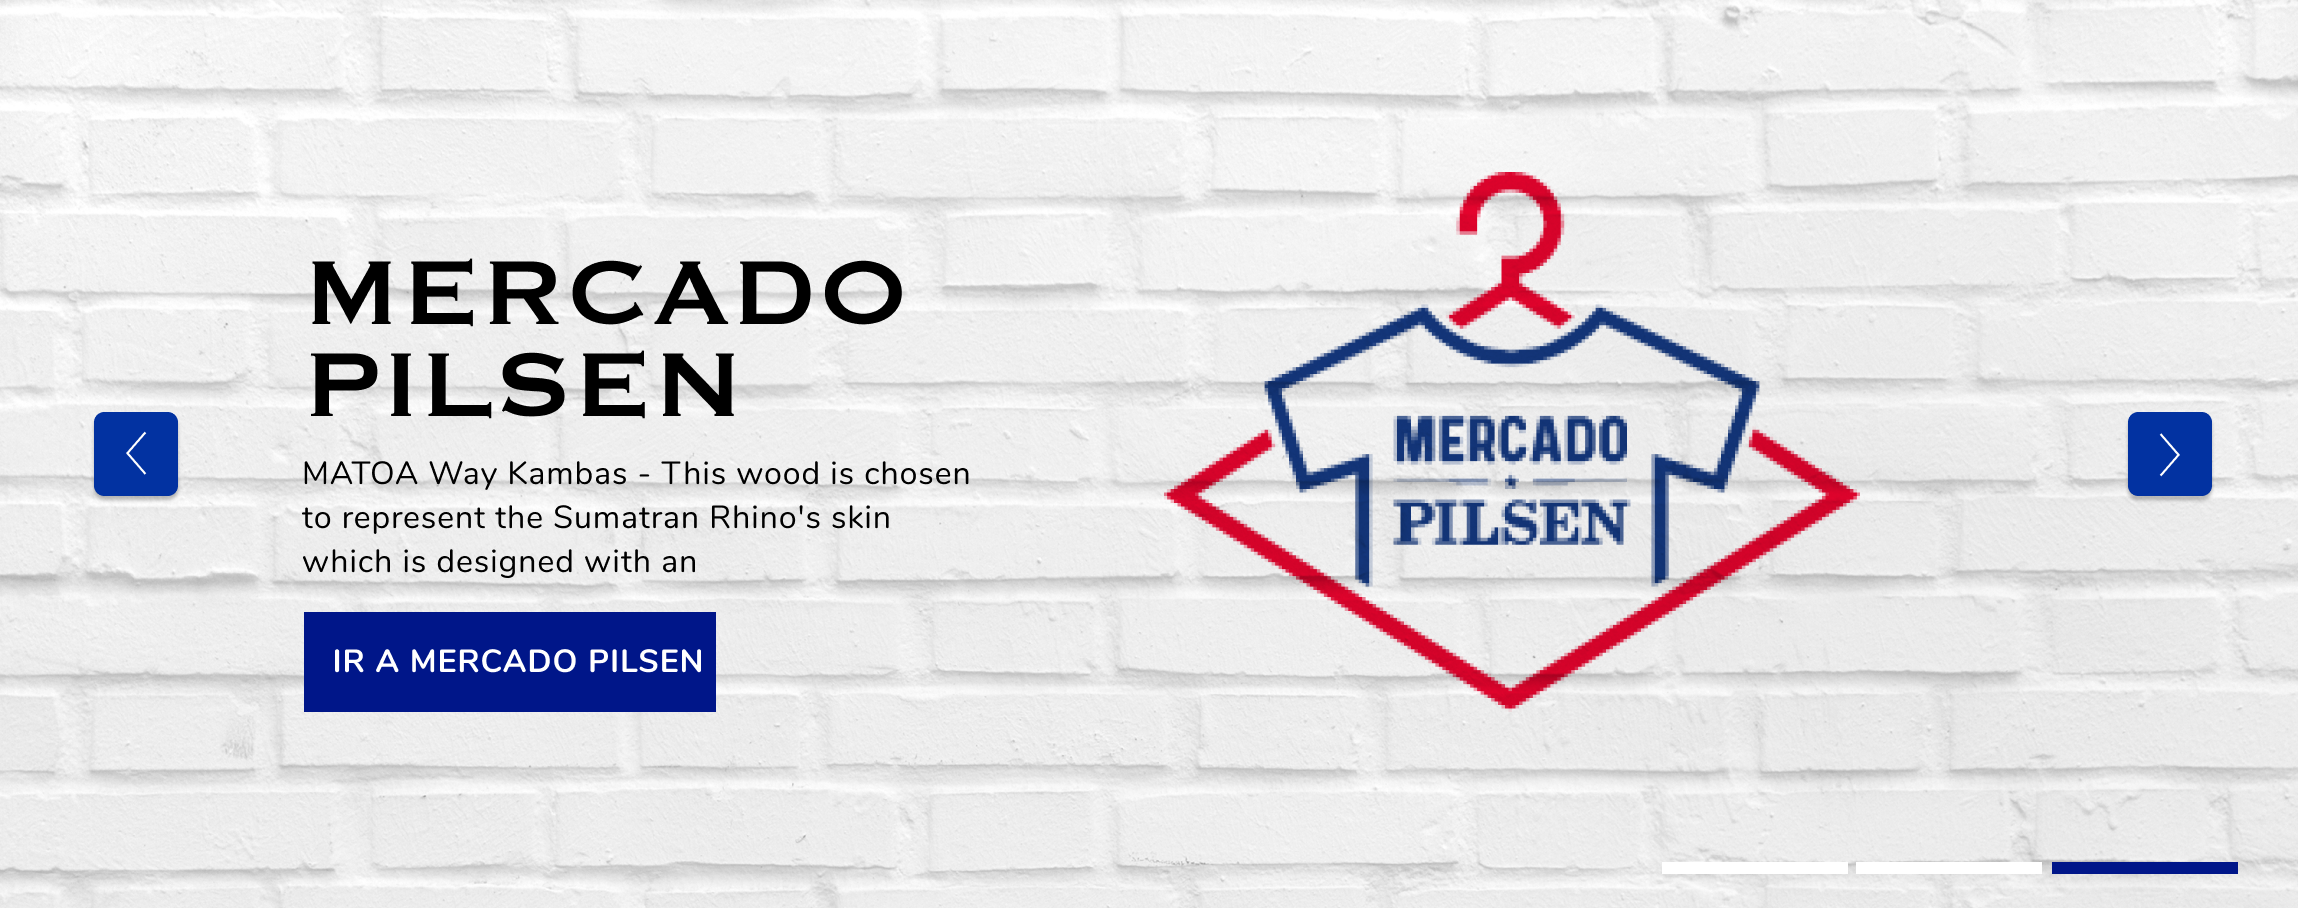 MERCADO
PILSEN
MATOA Way Kambas - This wood is chosen
to represent the Sumatran Rhino's skin
which is designed with an
IR A MERCADO PILSEN
MERCADO
PILSEN